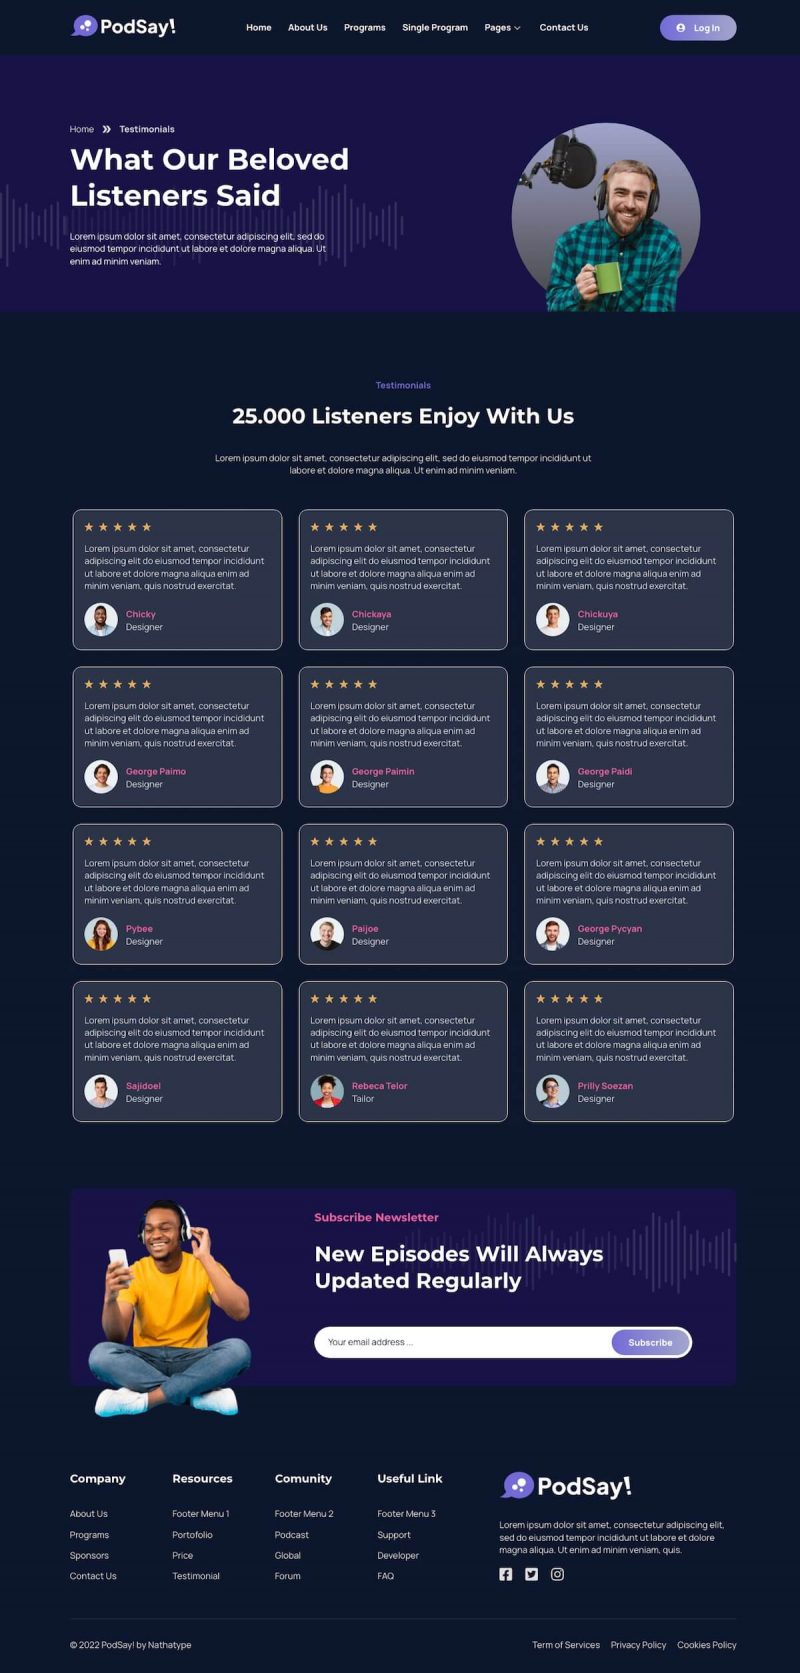 PodSay!
Home About Us Programs Single Program Pages Contact Us
Log In
Home Testimonials
What Our Beloved
Listeners Said
Lorem ipsum dolor sit amet, consectetur adipiscing elit, sed do
eiusmod tempor incididunt ut labore et dolore magna aliqua. Ut
enim ad minim veniam.
Testimonials
25.000 Listeners Enjoy With Us
Lorem ipsum dolor sit amet, consectetur adipiscing elit, sed do eiusmod tempor incididunt ut
labore et dolore magna aliqua. Ut enim ad minim veniam.
Lorem ipsum dolor sit amet, consectetur
adipiscing elit do eiusmod tempor incididunt
ut labore et dolore magna aliqua enim ad
minim veniam, quis nostrud exercitat.
Chicky
Designer
Lorem ipsum dolor sit amet, consectetur
adipiscing elit do eiusmod tempor incididunt
ut labore et dolore magna aliqua enim ad
minim veniam, quis nostrud exercitat.
Chickaya
Designer
Lorem ipsum dolor sit amet, consectetur
adipiscing elit do eiusmod tempor incididunt
ut labore et dolore magna aliqua enim ad
minim veniam, quis nostrud exercitat.
Chickuya
Designer
Lorem ipsum dolor sit amet, consectetur
adipiscing elit do eiusmod tempor incididunt
ut labore et dolore magna aliqua enim ad
minim veniam, quis nostrud exercitat.
George Paimo
Designer
Lorem ipsum dolor sit amet, consectetur
adipiscing elit do eiusmod tempor incididunt
ut labore et dolore magna aliqua enim ad
minim veniam, quis nostrud exercitat.
George Paimin
Designer
Lorem ipsum dolor sit amet, consectetur
adipiscing elit do eiusmod tempor incididunt
ut labore et dolore magna aliqua enim ad
minim veniam, quis nostrud exercitat.
George Paidi
Designer
Lorem ipsum dolor sit amet, consectetur
adipiscing elit do eiusmod tempor incididunt
ut labore et dolore magna aliqua enim ad
minim veniam, quis nostrud exercitat.
Pybee
Designer
Lorem ipsum dolor sit amet, consectetur
adipiscing elit do eiusmod tempor incididunt
ut labore et dolore magna aliqua enim ad
minim veniam, quis nostrud exercitat.
Paijoe
Designer
Lorem ipsum dolor sit amet, consectetur
adipiscing elit do eiusmod tempor incididunt
ut labore et dolore magna aliqua enim ad
minim veniam, quis nostrud exercitat.
George Pycyan
Designer
Lorem ipsum dolor sit amet, consectetur
adipiscing elit do eiusmod tempor incididunt
ut labore et dolore magna aliqua enim ad
minim veniam, quis nostrud exercitat.
Sajidoel
Designer
Lorem ipsum dolor sit amet, consectetur
adipiscing elit do eiusmod tempor incididunt
ut labore et dolore magna aliqua enim ad
minim veniam, quis nostrud exercitat.
Rebeca Telor
Tailor
Lorem ipsum dolor sit amet, consectetur
adipiscing elit do eiusmod tempor incididunt
ut labore et dolore magna aliqua enim ad
minim veniam, quis nostrud exercitat.
Prilly Soezan
Designer
Subscribe Newsletter
New Episodes Will Always
Updated Regularly
Your email address ...
Subscribe
Company
About Us
Programs
Sponsors
Contact Us
Resources
Footer Menu 1
Portofolio
Price
Testimonial
Comunity
Footer Menu 2
Podcast
Global
Forum
Useful Link
Footer Menu 3
Support
Developer
FAQ
PodSay!
Lorem ipsum dolor sit amet, consectetur adipiscing elit,
sed do eiusmod tempor incididunt ut labore et dolore
magna aliqua. Ut enim ad minim veniam, quis.
© 2022 PodSay! by Nathatype
Term of Services Privacy Policy Cookies Policy